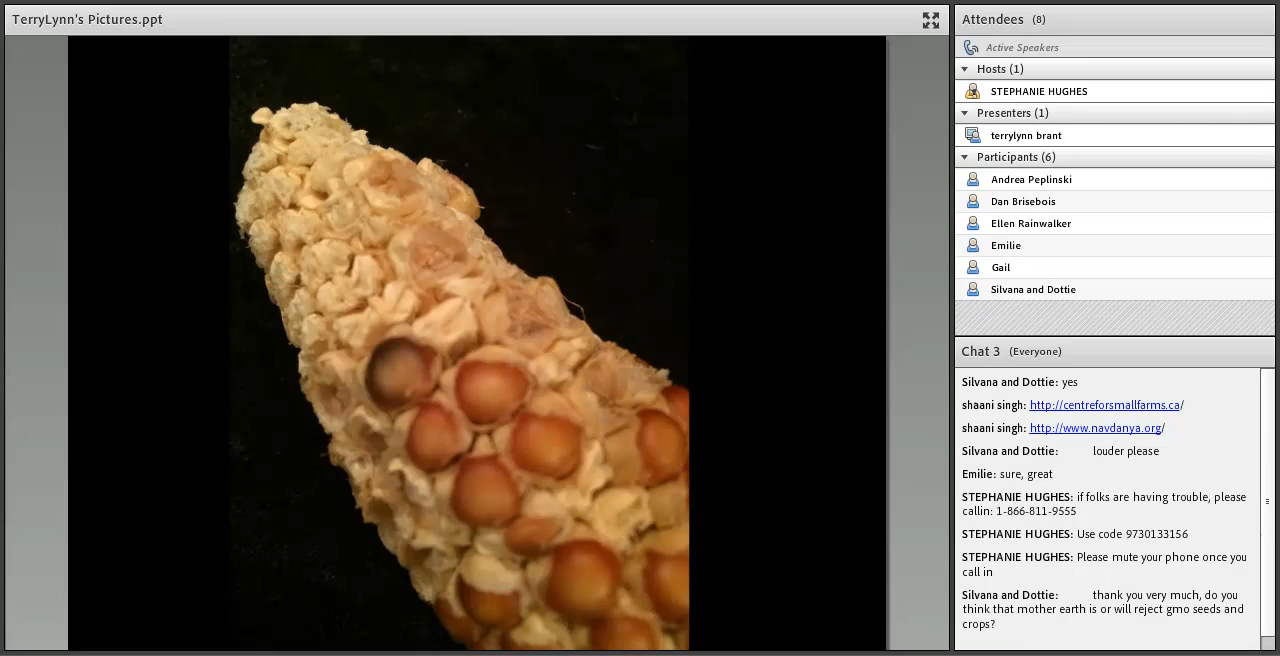 TerryLynn's Pictures.ppt
Attendees (8)
Active Speakers
Hosts (1)
STEPHANIE HUGHES
Presenters (1)
terrylynn brant
Participants (6)
Andrea Peplinski
Dan Brisebois
Ellen Rainwalker
Emilie
Gail
Silvana and Dottie
Chat 3 (Everyone)
Silvana and Dottie: yes
shaani singh: http://centreforsmallfarms.ca/
shaani singh: http://www.navdanya.org/
Silvana and Dottie: louder please
Emilie: sure, great
STEPHANIE HUGHES: if folks are having trouble, please
callin: 1-866-811-9555
STEPHANIE HUGHES: Use code 9730133156
STEPHANIE HUGHES: Please mute your phone once you
call in
Silvana and Dottie: thank you very much, do you
think that mother earth is or will reject gmo seeds and
crops?